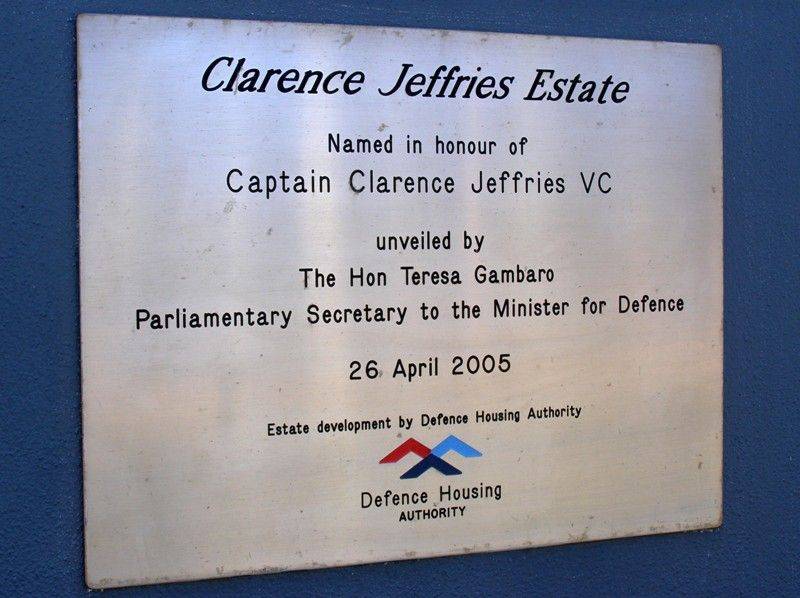 Clarence Jeffries Estate
Named in honour of
Captain Clarence Jeffries VC
unveiled by
The Hon Teresa Gambaro
Parliamentary Secretary to the Minister for Defence
26 April 2005
Estate development by Defence Housing Authority
Defence Housing
AUTHORITY